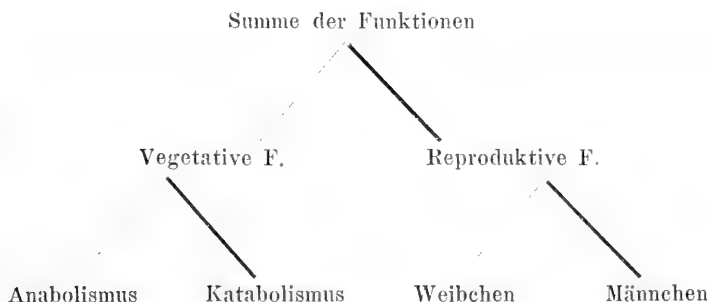 Summe der Funktionen
Vegetative F. Reproduktive F.
Anabolismus Katabolismus Weibchen Männchen